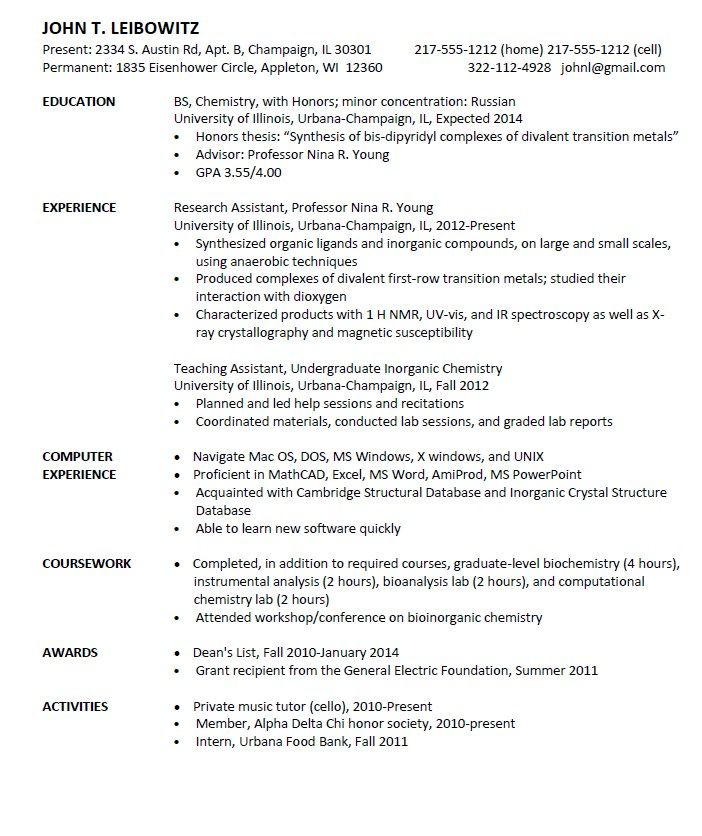 JOHN T. LEIBOWITZ
Present: 2334 S. Austin Rd, Apt. B, Champaign, IL 30301 217-555-1212 (home) 217-555-1212 (cell)
Permanent: 1835 Eisenhower Circle, Appleton, WI 12360 322-112-4928 johnl@gmail.com
EDUCATION BS, Chemistry, with Honors; minor concentration: Russian
University of Illinois, Urbana-Champaign, IL, Expected 2014
• Honors thesis: “Synthesis of bis-dipyridyl complexes of divalent transition metals”
• Advisor: Professor Nina R. Young
• GPA 3.55/4.00
EXPERIENCE Research Assistant, Professor Nina R. Young
University of Illinois, Urbana-Champaign, IL, 2012-Present
• Synthesized organic ligands and inorganic compounds, on large and small scales,
using anaerobic techniques
• Produced complexes of divalent first-row transition metals; studied their
interaction with dioxygen
• Characterized products with 1 H NMR, UV-vis, and IR spectroscopy as well as X-
ray crystallography and magnetic susceptibility
Teaching Assistant, Undergraduate Inorganic Chemistry
University of Illinois, Urbana-Champaign, IL, Fall 2012
• Planned and led help sessions and recitations
• Coordinated materials, conducted lab sessions, and graded lab reports
COMPUTER • Navigate Mac OS, DOS, MS Windows, X windows, and UNIX
EXPERIENCE • Proficient in MathCAD, Excel, MS Word, AmiProd, MS PowerPoint
• Acquainted with Cambridge Structural Database and Inorganic Crystal Structure
Database
• Able to learn new software quickly
COURSEWORK • Completed, in addition to required courses, graduate-level biochemistry (4 hours),
instrumental analysis (2 hours), bioanalysis lab (2 hours), and computational
chemistry lab (2 hours)
• Attended workshop/conference on bioinorganic chemistry
AWARDS • Dean's List, Fall 2010-January 2014
• Grant recipient from the General Electric Foundation, Summer 2011
ACTIVITIES • Private music tutor (cello), 2010-Present
• Member, Alpha Delta Chi honor society, 2010-present
• Intern, Urbana Food Bank, Fall 2011